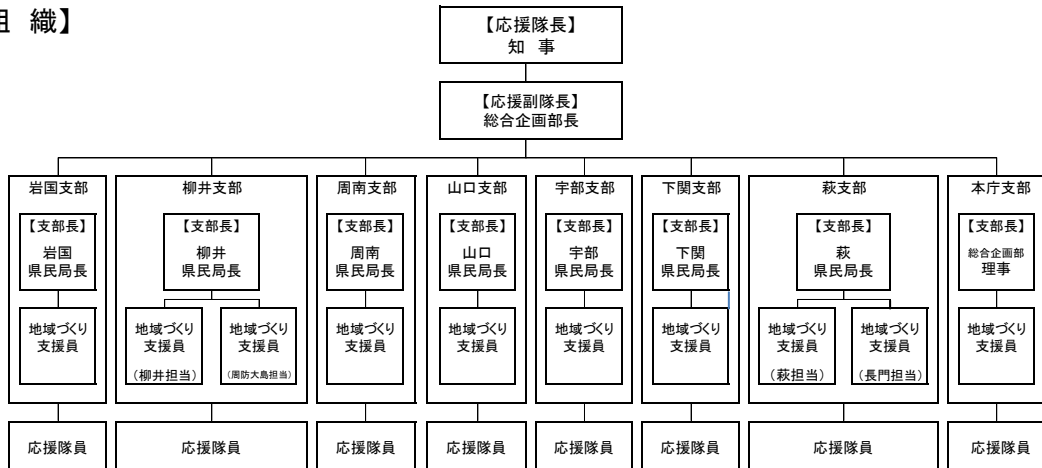 組 織】
【応援隊長】
知 事
【応援副隊長】
総合企画部長
岩国支部
【支部長】
岩国
県民局長
地域づくり
支援員
応援隊員
柳井支部
【支部長】
柳井
県民局長
地域づくり
支援員
（柳井担当）
地域づくり
支援員
（周防大島担当）
応援隊員
周南支部
【支部長】
周南
県民局長
地域づくり
支援員
応援隊員
山口支部
【支部長】
山口
県民局長
地域づくり
支援員
応援隊員
宇部支部
【支部長】
宇部
県民局長
地域づくり
支援員
応援隊員
下関支部
【支部長】
下関
県民局長
地域づくり
支援員
応援隊員
萩支部
【支部長】
萩
県民局長
地域づくり
支援員
（萩担当）
地域づくり
支援員
（長門担当）
応援隊員
本庁支部
【支部長】
総合企画部
理事
地域づくり
支援員
応援隊員